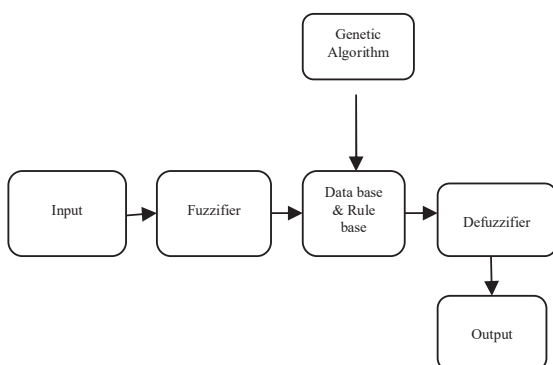 Genetic
Algorithm
Input
Fuzzifier
Data base
& Rule
base
Defuzzifier
Output